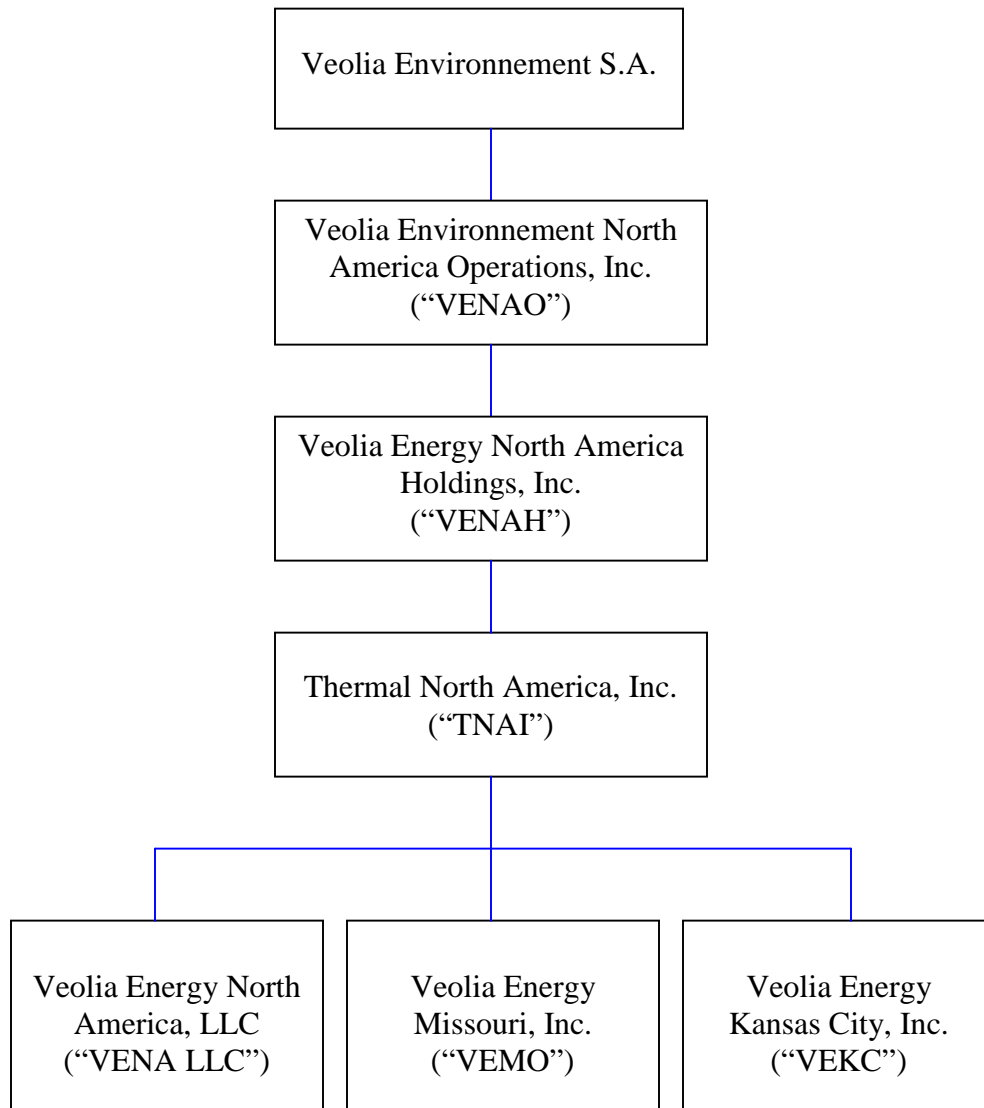 Veolia Environnement S.A.
Veolia Environnement North
America Operations, Inc.
(“VENAO”)
Veolia Energy North America
Holdings, Inc.
(“VENAH”)
Thermal North America, Inc.
(“TNAI”)
Veolia Energy North
America, LLC
(“VENA LLC”)
Veolia Energy
Missouri, Inc.
(“VEMO”)
Veolia Energy
Kansas City, Inc.
(“VEKC”)